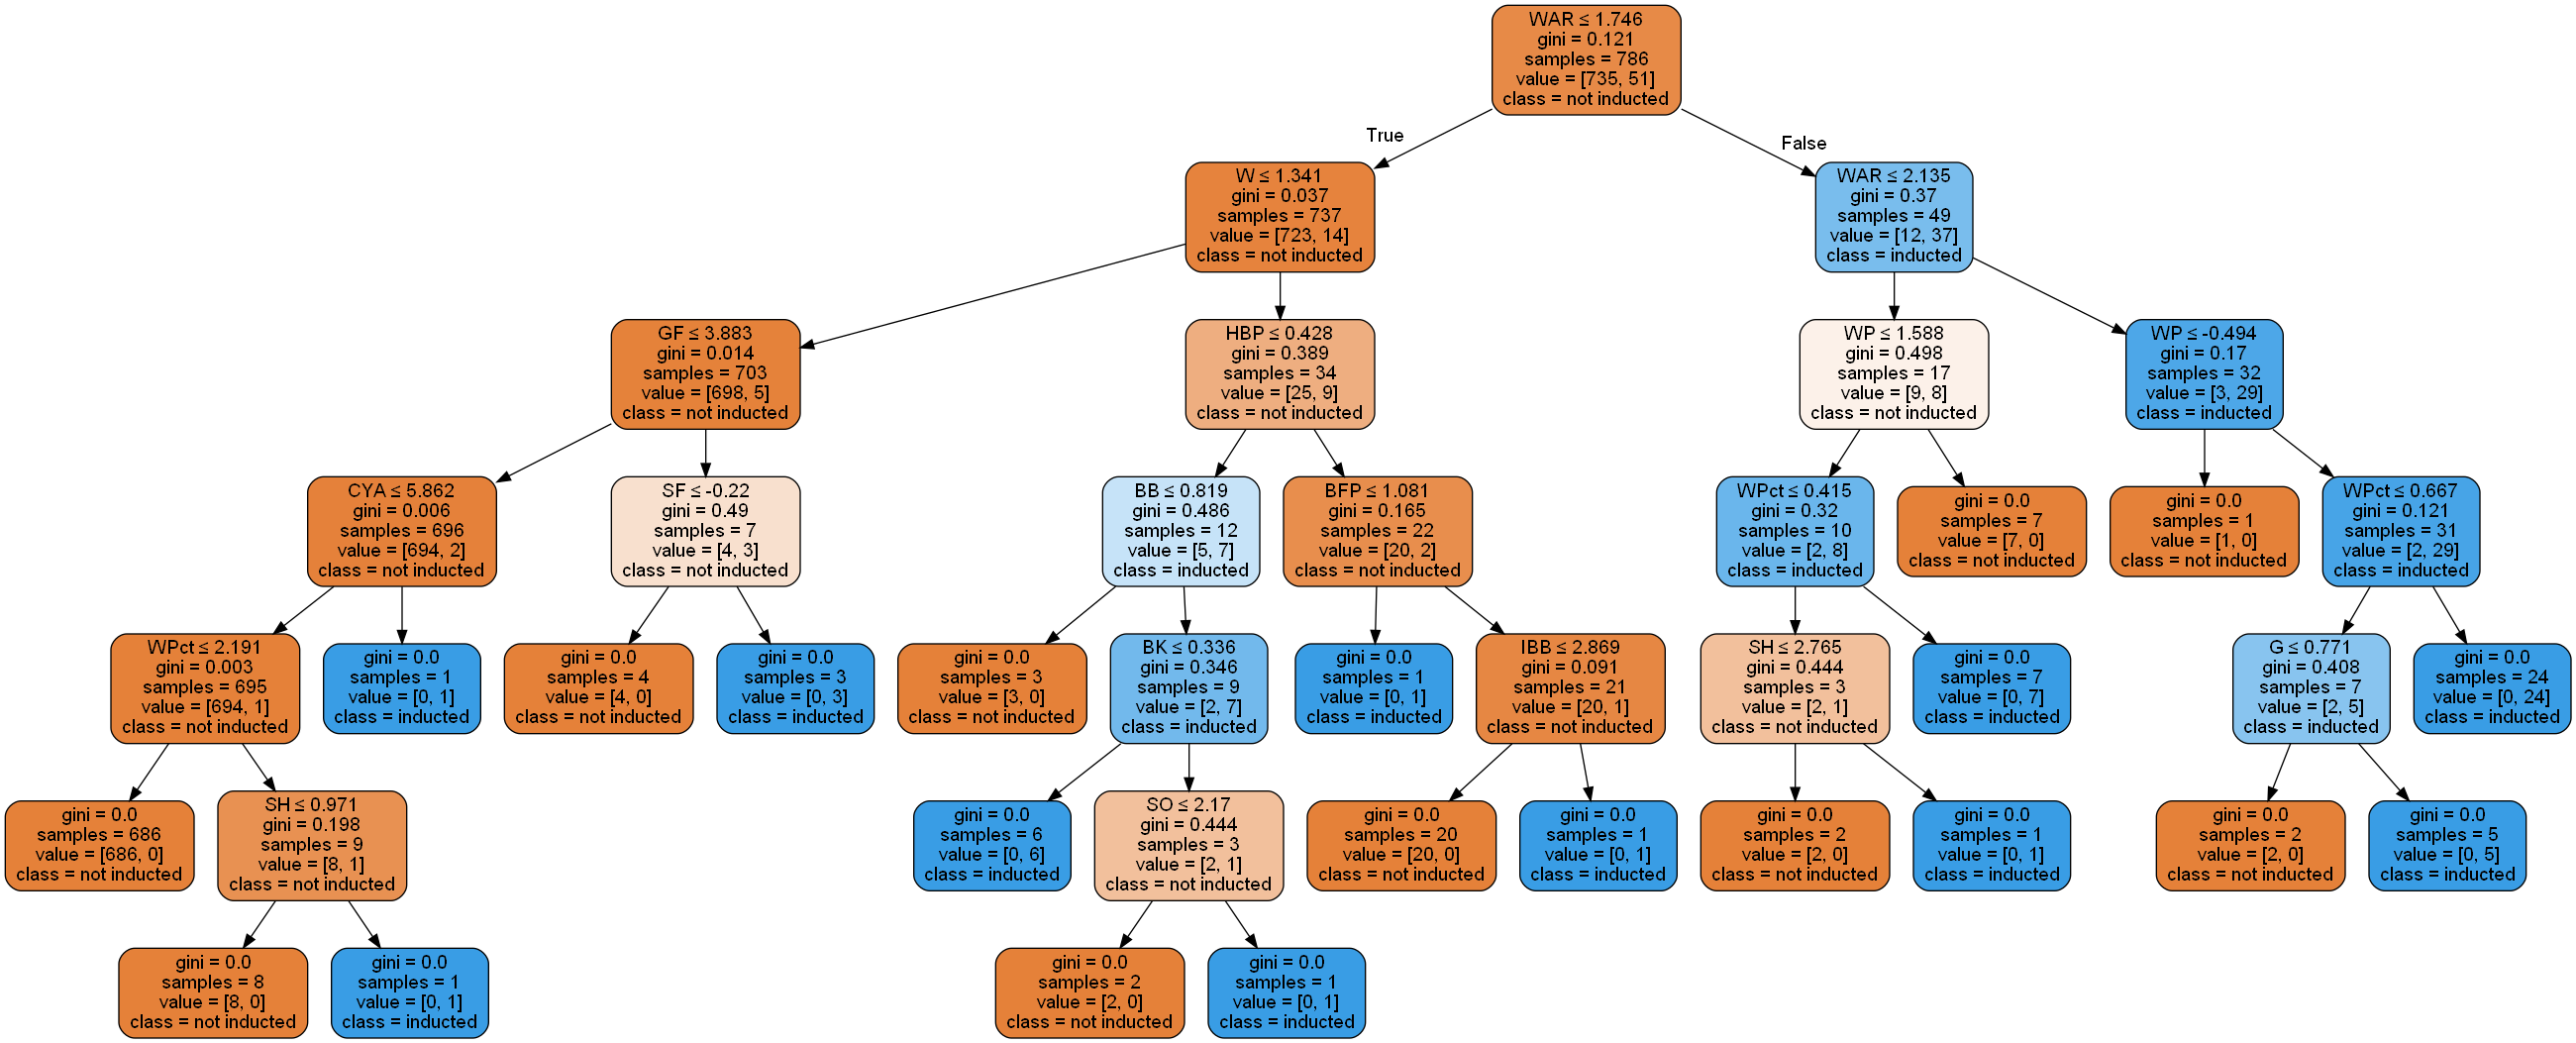 WAR ≤ 1.746
gini = 0.121
samples = 786
value = [735, 51]
class = not inducted
True
False
W ≤ 1.341
gini = 0.037
samples = 737
value = [723, 14]
class = not inducted
WAR ≤ 2.135
gini = 0.37
samples = 49
value = [12, 37]
class = inducted
GF ≤ 3.883
gini = 0.014
samples = 703
value = [698, 5]
class = not inducted
HBP ≤ 0.428
gini = 0.389
samples = 34
value = [25, 9]
class = not inducted
WP ≤ 1.588
gini = 0.498
samples = 17
value = [9, 8]
class = not inducted
WP ≤ -0.494
gini = 0.17
samples = 32
value = [3, 29]
class = inducted
CYA ≤ 5.862
gini = 0.006
samples = 696
value = [694, 2]
class = not inducted
SF ≤ -0.22
gini = 0.49
samples = 7
value = [4, 3]
class = not inducted
BB ≤ 0.819
gini = 0.486
samples = 12
value = [5, 7]
class = inducted
BFP ≤ 1.081
gini = 0.165
samples = 22
value = [20, 2]
class = not inducted
WPct ≤ 0.415
gini = 0.32
samples = 10
value = [2, 8]
class = inducted
gini = 0.0
samples = 7
value = [7, 0]
class = not inducted
gini = 0.0
samples = 1
value = [1, 0]
class = not inducted
WPct ≤ 0.667
gini = 0.121
samples = 31
value = [2, 29]
class = inducted
WPct ≤ 2.191
gini = 0.003
samples = 695
value = [694, 1]
class = not inducted
gini = 0.0
samples = 1
value = [0, 1]
class = inducted
gini = 0.0
samples = 4
value = [4, 0]
class = not inducted
gini = 0.0
samples = 3
value = [0, 3]
class = inducted
gini = 0.0
samples = 3
value = [3, 0]
class = not inducted
BK ≤ 0.336
gini = 0.346
samples = 9
value = [2, 7]
class = inducted
gini = 0.0
samples = 1
value = [0, 1]
class = inducted
IBB ≤ 2.869
gini = 0.091
samples = 21
value = [20, 1]
class = not inducted
SH ≤ 2.765
gini = 0.444
samples = 3
value = [2, 1]
class = not inducted
gini = 0.0
samples = 7
value = [0, 7]
class = inducted
G ≤ 0.771
gini = 0.408
samples = 7
value = [2, 5]
class = inducted
gini = 0.0
samples = 24
value = [0, 24]
class = inducted
gini = 0.0
samples = 686
value = [686, 0]
class = not inducted
SH ≤ 0.971
gini = 0.198
samples = 9
value = [8, 1]
class = not inducted
gini = 0.0
samples = 6
value = [0, 6]
class = inducted
SO ≤ 2.17
gini = 0.444
samples = 3
value = [2, 1]
class = not inducted
gini = 0.0
samples = 20
value = [20, 0]
class = not inducted
gini = 0.0
samples = 1
value = [0, 1]
class = inducted
gini = 0.0
samples = 2
value = [2, 0]
class = not inducted
gini = 0.0
samples = 1
value = [0, 1]
class = inducted
gini = 0.0
samples = 2
value = [2, 0]
class = not inducted
gini = 0.0
samples = 5
value = [0, 5]
class = inducted
gini = 0.0
samples = 8
value = [8, 0]
class = not inducted
gini = 0.0
samples = 1
value = [0, 1]
class = inducted
gini = 0.0
samples = 2
value = [2, 0]
class = not inducted
gini = 0.0
samples = 1
value = [0, 1]
class = inducted